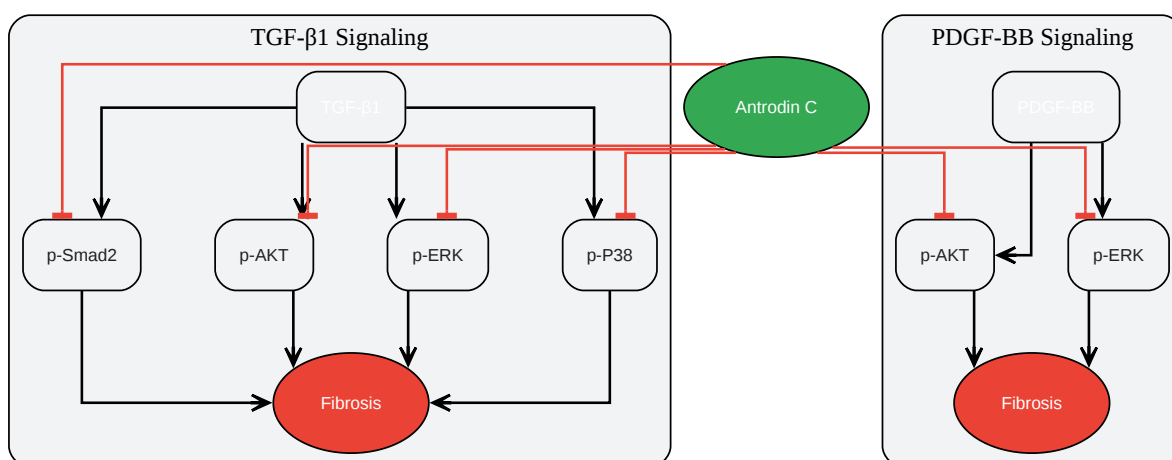 TGF-β1 Signaling
PDGF-BB Signaling
TGF-β1
Antrodin C
PDGF-BB
p-Smad2
p-AKT
p-ERK
p-P38
p-AKT
p-ERK
Fibrosis
Fibrosis